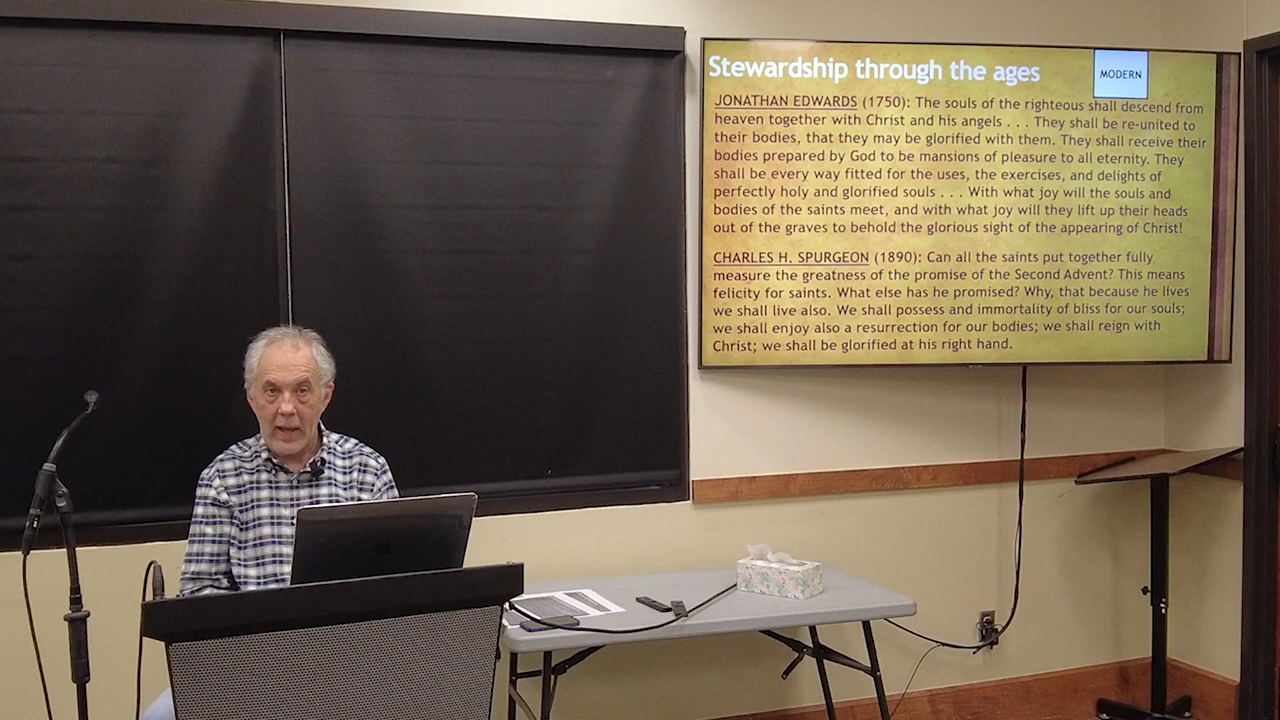 Stewardship through the ages
MODERN
JONATHAN EDWARDS (1750): The souls of the righteous shall descend from
heaven together with Christ and his angels . . . They shall be re-united to
their bodies, that they may be glorified with them. They shall receive their
bodies prepared by God to be mansions of pleasure to all eternity. They
shall be every way fitted for the uses, the exercises, and delights of
perfectly holy and glorified souls . . . With what joy will the souls and
bodies of the saints meet, and with what joy will they lift up their heads
out of the graves to behold the glorious sight of the appearing of Christ!
CHARLES H. SPURGEON (1890): Can all the saints put together fully
measure the greatness of the promise of the Second Advent? This means
felicity for saints. What else has he promised? Why, that because he lives
we shall live also. We shall possess and immortality of bliss for our souls;
we shall enjoy also a resurrection for our bodies; we shall reign with
Christ; we shall be glorified at his right hand.